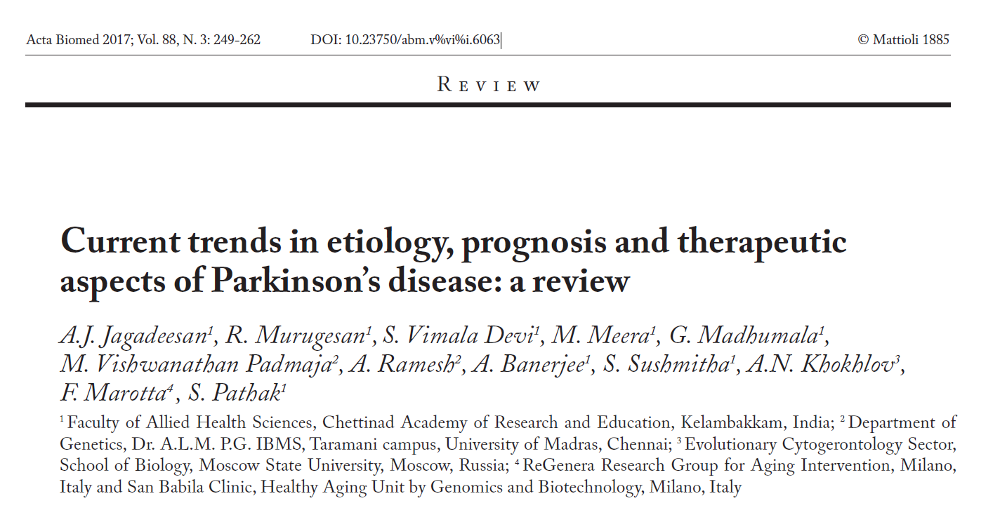 Acta Biomed 2017; Vol. 88, N. 3: 249-262 DOI: 10.23750/abm.v%vi%i.6063 © Mattioli 1885
Review
Current trends in etiology, prognosis and therapeutic
aspects of Parkinson’s disease: a review
A.J. Jagadeesan¹, R. Murugesan¹, S. Vimala Devi¹, M. Meera¹, G. Madhumala¹,
M. Vishwanathan Padmaja², A. Ramesh², A. Banerjee¹, S. Sushmitha¹, A.N. Khokhlov³,
F. Marotta⁴, S. Pathak¹
¹ Faculty of Allied Health Sciences, Chettinad Academy of Research and Education, Kelambakkam, India; ² Department of
Genetics, Dr. A.L.M. P.G. IBMS, Taramani campus, University of Madras, Chennai; ³ Evolutionary Cytogerontology Sector,
School of Biology, Moscow State University, Moscow, Russia; ⁴ ReGenera Research Group for Aging Intervention, Milano,
Italy and San Babila Clinic, Healthy Aging Unit by Genomics and Biotechnology, Milano, Italy